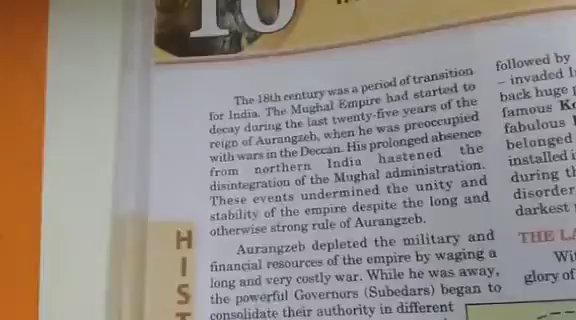 10
The 18th century was a period of transition
for India. The Mughal Empire had started to
decay during the last twenty-five years of the
reign of Aurangzeb, when he was preoccupied
with wars in the Deccan. His prolonged absence
from northern India hastened the
disintegration of the Mughal administration.
These events undermined the unity and
stability of the empire despite the long and
otherwise strong rule of Aurangzeb.
Aurangzeb depleted the military and
financial resources of the empire by waging a
long and very costly war. While he was away,
the powerful Governors (Subedars) began to
consolidate their authority in different
followed by
– invaded
back huge
famous
fabulous
belonged
installed
during
disorder
darkest
THE
glory of
H
I
S
T